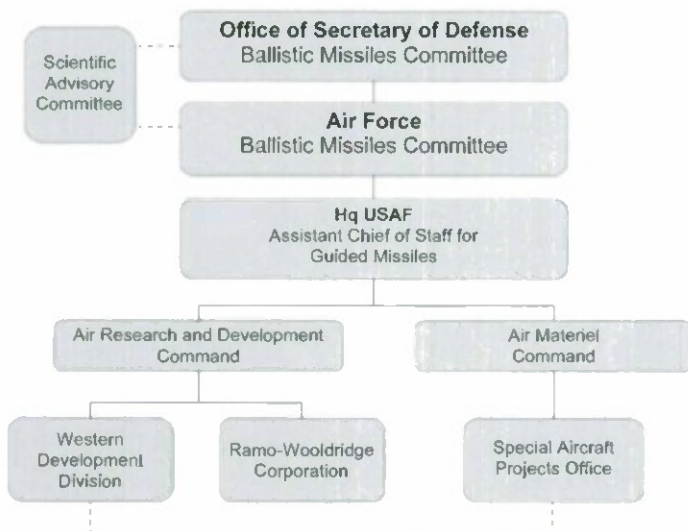 Office of Secretary of Defense
Ballistic Missiles Committee
Scientific
Advisory
Committee
Air Force
Ballistic Missiles Committee
Hq USAF
Assistant Chief of Staff for
Guided Missiles
Air Research and Development
Command
Air Materiel
Command
Western
Development
Division
Ramo-Wooldridge
Corporation
Special Aircraft
Projects Office